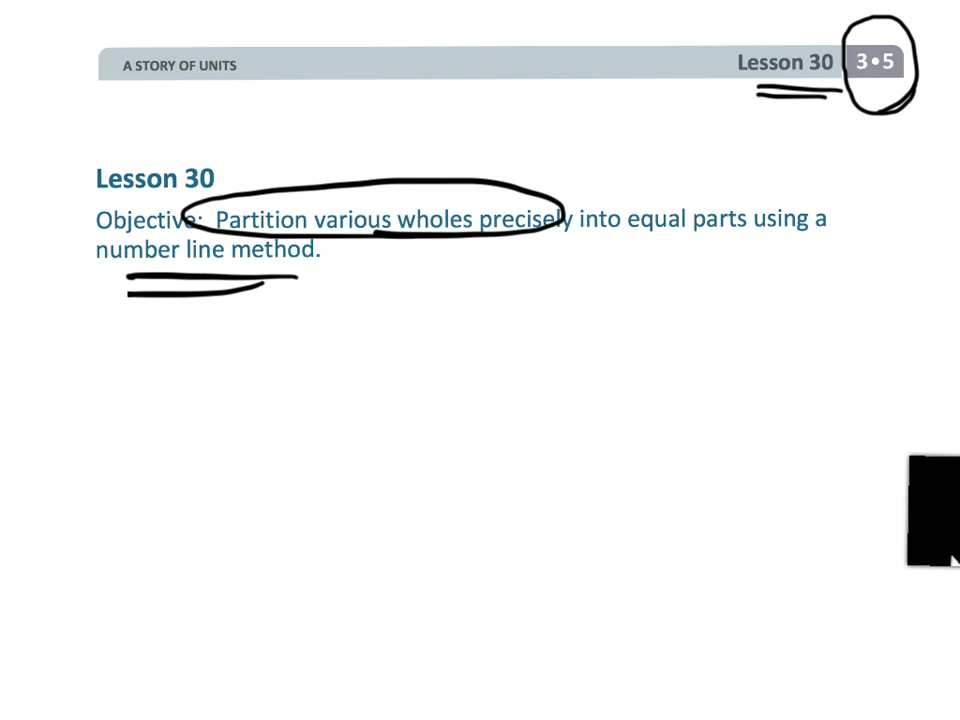 A STORY OF UNITS
Lesson 30 3•5
Lesson 30
Objective: Partition various wholes precisely into equal parts using a
number line method.